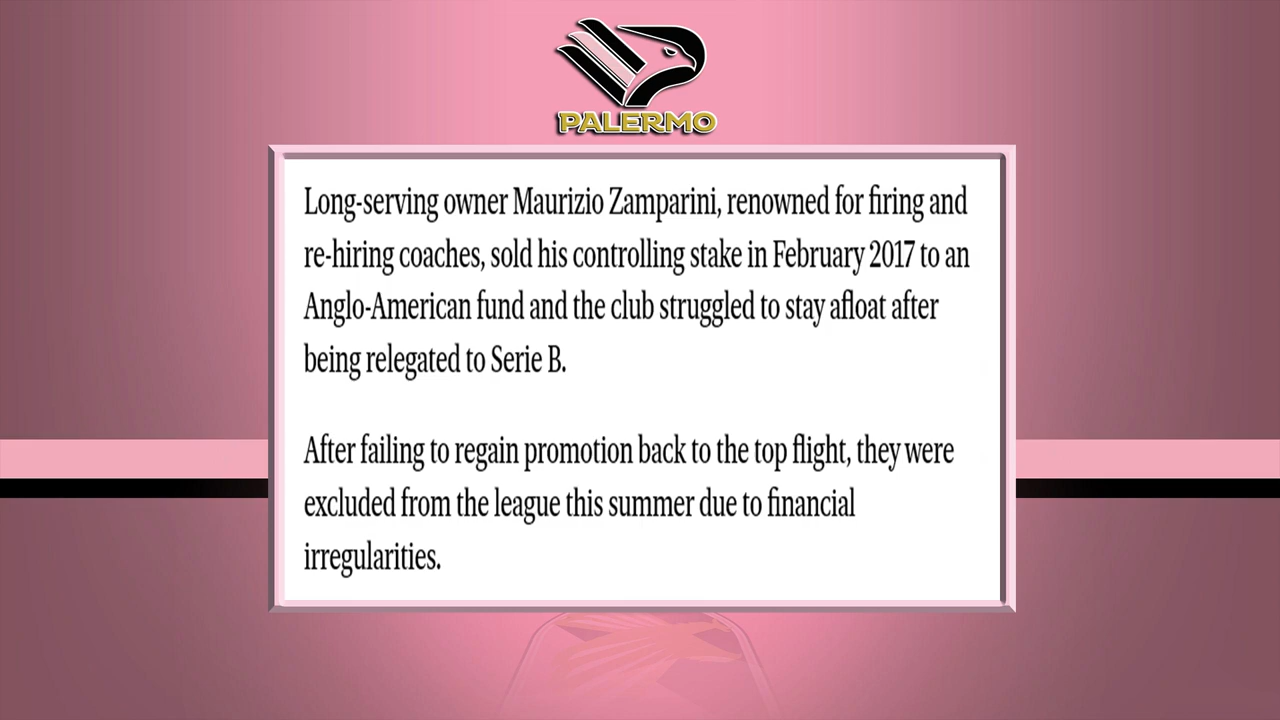 PALERMO
Long-serving owner Maurizio Zamparini, renowned for firing and
re-hiring coaches, sold his controlling stake in February 2017 to an
Anglo-American fund and the club struggled to stay afloat after
being relegated to Serie B.
After failing to regain promotion back to the top flight, they were
excluded from the league this summer due to financial
irregularities.